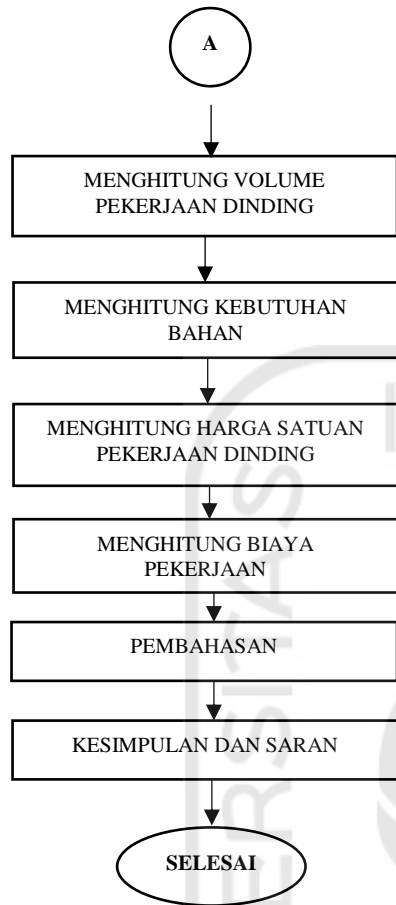 A
MENGHITUNG VOLUME
PEKERJAAN DINDING
MENGHITUNG KEBUTUHAN
BAHAN
MENGHITUNG HARGA SATUAN
PEKERJAAN DINDING
MENGHITUNG BIAYA
PEKERJAAN
PEMBAHASAN
KESIMPULAN DAN SARAN
SELESAI
ERSITAS